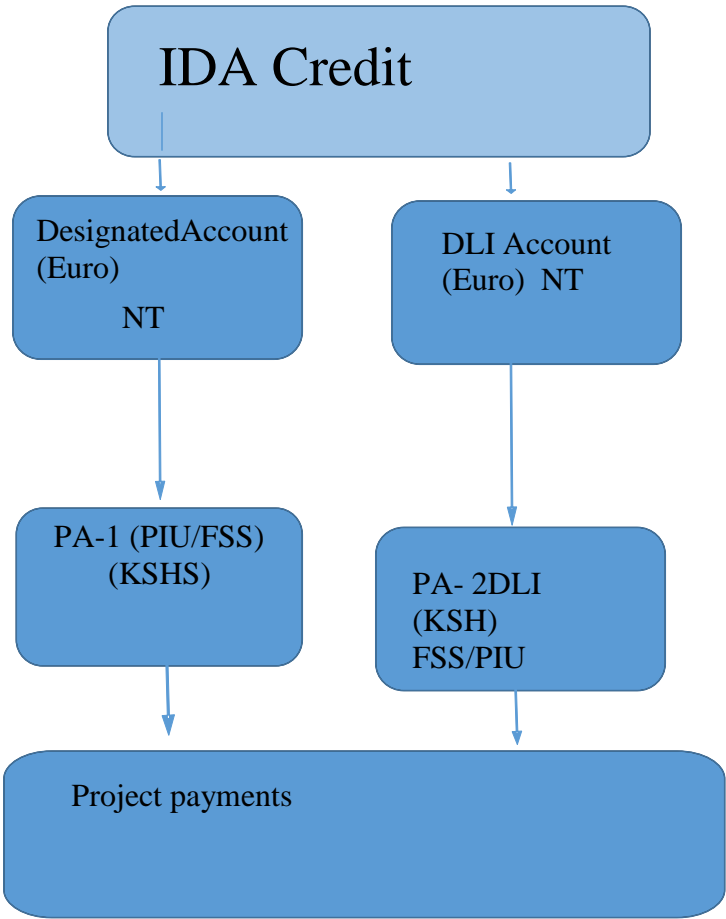 IDA Credit
DesignatedAccount
(Euro)
NT
DLI Account
(Euro) NT
PA-1 (PIU/FSS)
(KSHS)
PA- 2DLI
(KSH)
FSS/PIU
Project payments